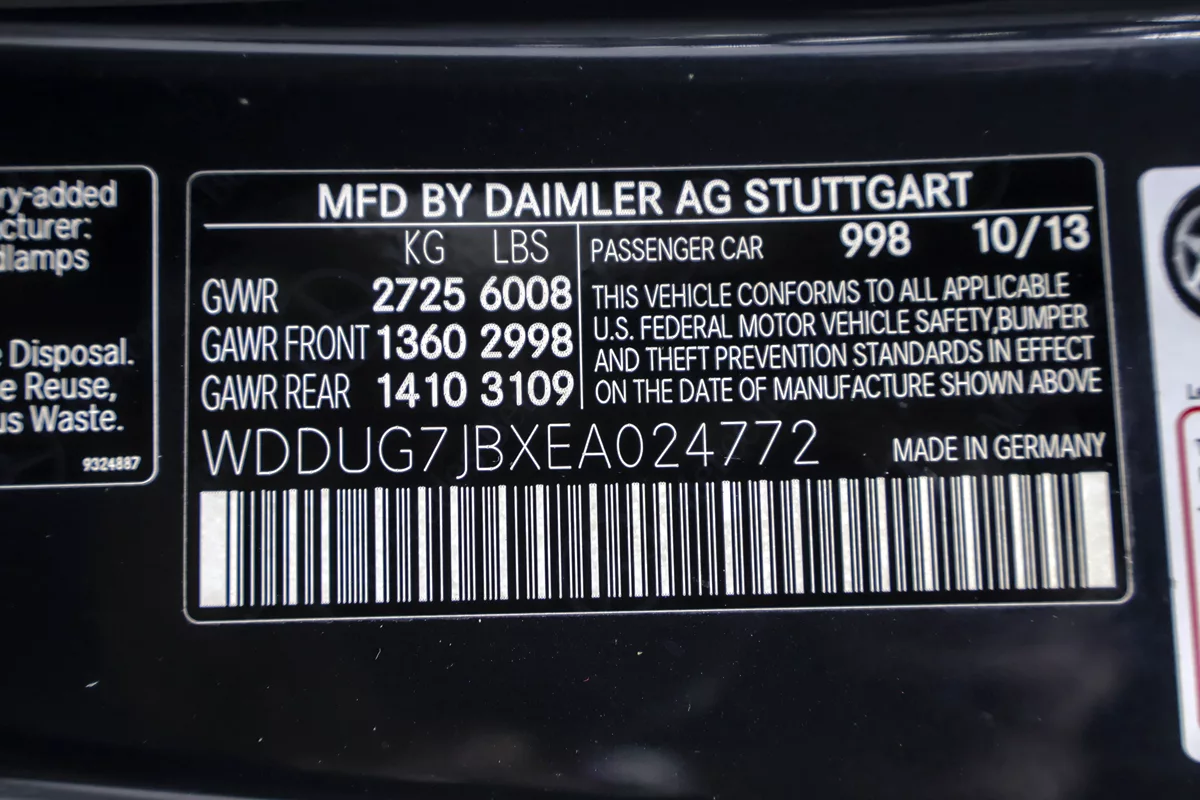 ry-added
cturer:
dlamps
Disposal.
e Reuse,
us Waste.
9324887
MFD BY DAIMLER AG STUTTGART
KG LBS
GWR 2725 6008
GAWR FRONT 1360 2998
GAWR REAR 1410 3109
PASSENGER CAR 998 10/13
THIS VEHICLE CONFORMS TO ALL APPLICABLE
U.S. FEDERAL MOTOR VEHICLE SAFETY,BUMPER
AND THEFT PREVENTION STANDARDS IN EFFECT
ON THE DATE OF MANUFACTURE SHOWN ABOVE
WDDUG7JBXEA024772
MADE IN GERMANY